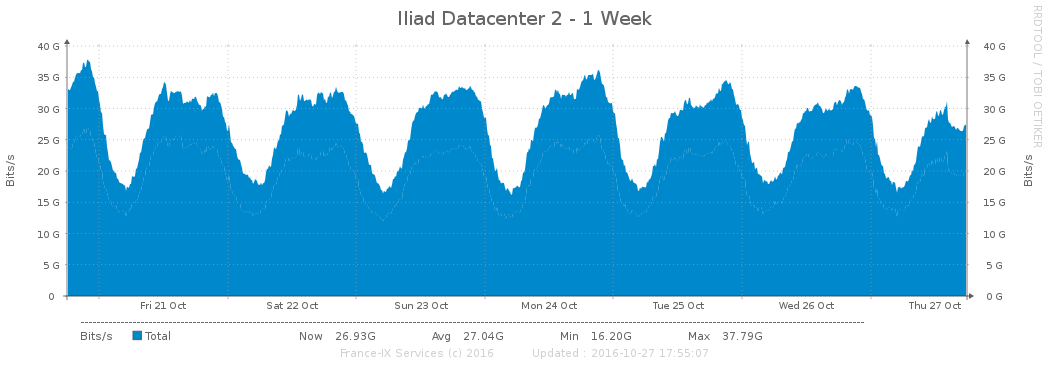 Iliad Datacenter 2 - 1 Week
RRDTOOL / TOBI OETIKER
Bits/s
40 G 40 G
35 G 35 G
30 G 30 G
25 G 25 G
20 G 20 G
15 G 15 G
10 G 10 G
5 G 5 G
0 0 G
Bits/s
Fri 21 Oct Sat 22 Oct Sun 23 Oct Mon 24 Oct Tue 25 Oct Wed 26 Oct Thu 27 Oct
Bits/s Total Now 26.93G Avg 27.04G Min 16.20G Max 37.79G
France-IX Services (c) 2016 Updated : 2016-10-27 17:55:07